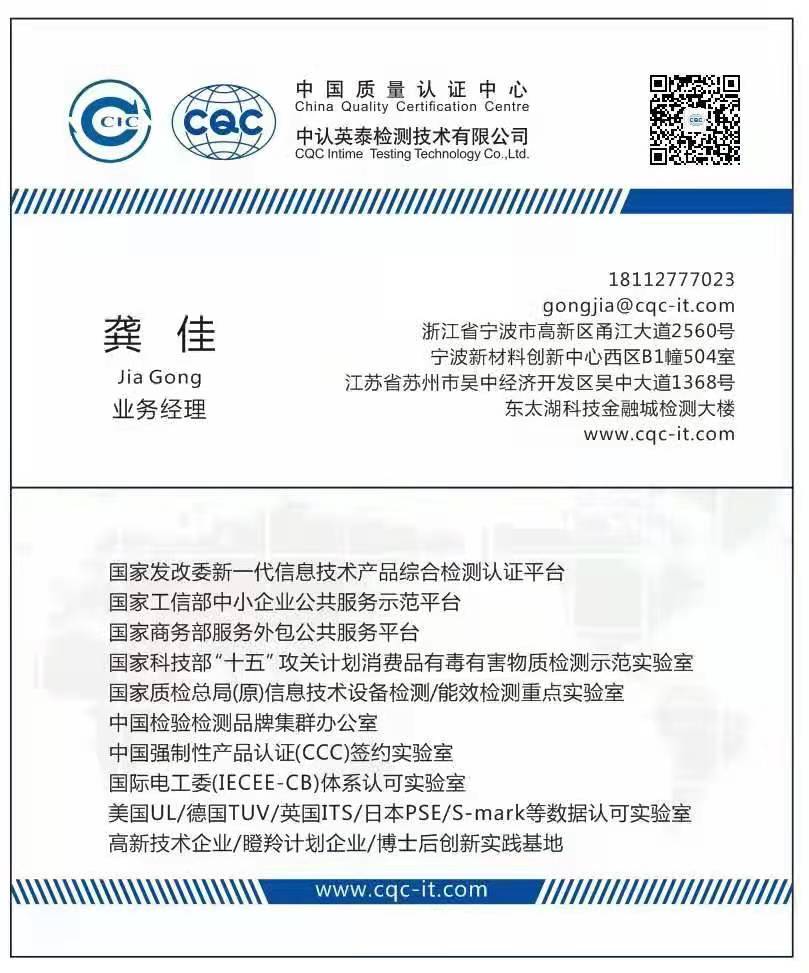 CIC
CQC
中国质量认证中心
China Quality Certification Centre
中认英泰检测技术有限公司
CQC Intime Testing Technology Co.,Ltd.
CQC
龚佳
Jia Gong
业务经理
18112777023
gongjia@cqc-it.com
浙江省宁波市高新区甬江大道2560号
宁波新材料创新中心西区B1幢504室
江苏省苏州市吴中经济开发区吴中大道1368号
东太湖科技金融城检测大楼
www.cqc-it.com
国家发改委新一代信息技术产品综合检测认证平台
国家工信部中小企业公共服务示范平台
国家商务部服务外包公共服务平台
国家科技部“十五”攻关计划消费品有毒有害物质检测示范实验室
国家质检总局(原)信息技术设备检测/能效检测重点实验室
中国检验检测品牌集群办公室
中国强制性产品认证(CCC)签约实验室
国际电工委(IECEE-CB)体系认可实验室
美国UL/德国TUV/英国ITS/日本PSE/S-mark等数据认可实验室
高新技术企业/瞪羚计划企业/博士后创新实践基地
www.cqc-it.com